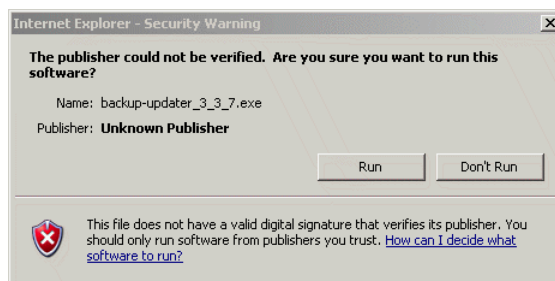 Internet Explorer - Security Warning
The publisher could not be verified. Are you sure you want to run this
software?
Name: backup-updater_3_3_7.exe
Publisher: Unknown Publisher
Run Don't Run
This file does not have a valid digital signature that verifies its publisher. You
should only run software from publishers you trust. How can I decide what
software to run?